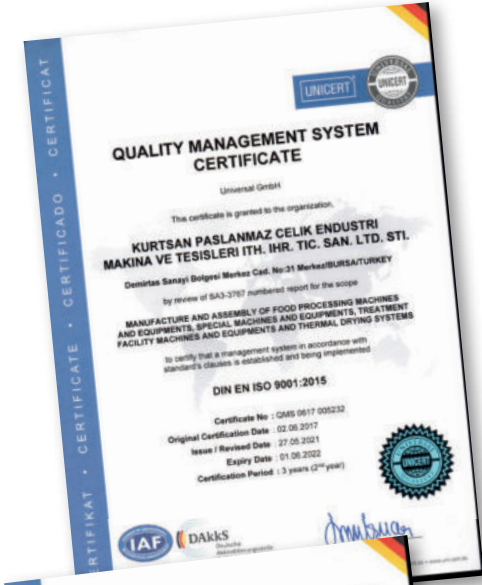 CERTIFICAT
CERTIFICADO
CERTIFICATE
RTIFIKAT
UNICERT
UNICERT
QUALITY MANAGEMENT SYSTEM
CERTIFICATE
Universal GmbH
This certificate is granted to the organization,
KURTSAN PASLANMAZ CELIK ENDUSTRI
MAKINA VE TESISLERI ITH. IHR. TIC. SAN. LTD. STI.
Demirtas Sanayi Bolgesi Merkez Cad. No:31 Merkez/BURSA/TURKEY
by review of SA3-3767 numbered report for the scope
MANUFACTURE AND ASSEMBLY OF FOOD PROCESSING MACHINES
AND EQUIPMENTS, SPECIAL MACHINES AND EQUIPMENTS, TREATMENT
FACILITY MACHINES AND EQUIPMENTS AND THERMAL DRYING SYSTEMS
to certify that a management system in accordance with
standard's clauses is established and being implemented
DIN EN ISO 9001:2015
Certificate No : QMS 0617 005232
Original Certification Date : 02.06.2017
Issue / Revised Date : 27.05.2021
Expiry Date : 01.06.2022
Certification Period : 3 years (2nd year)
UNICERT
IAF
DAkkS
Deutsche
Akkreditierungsstelle